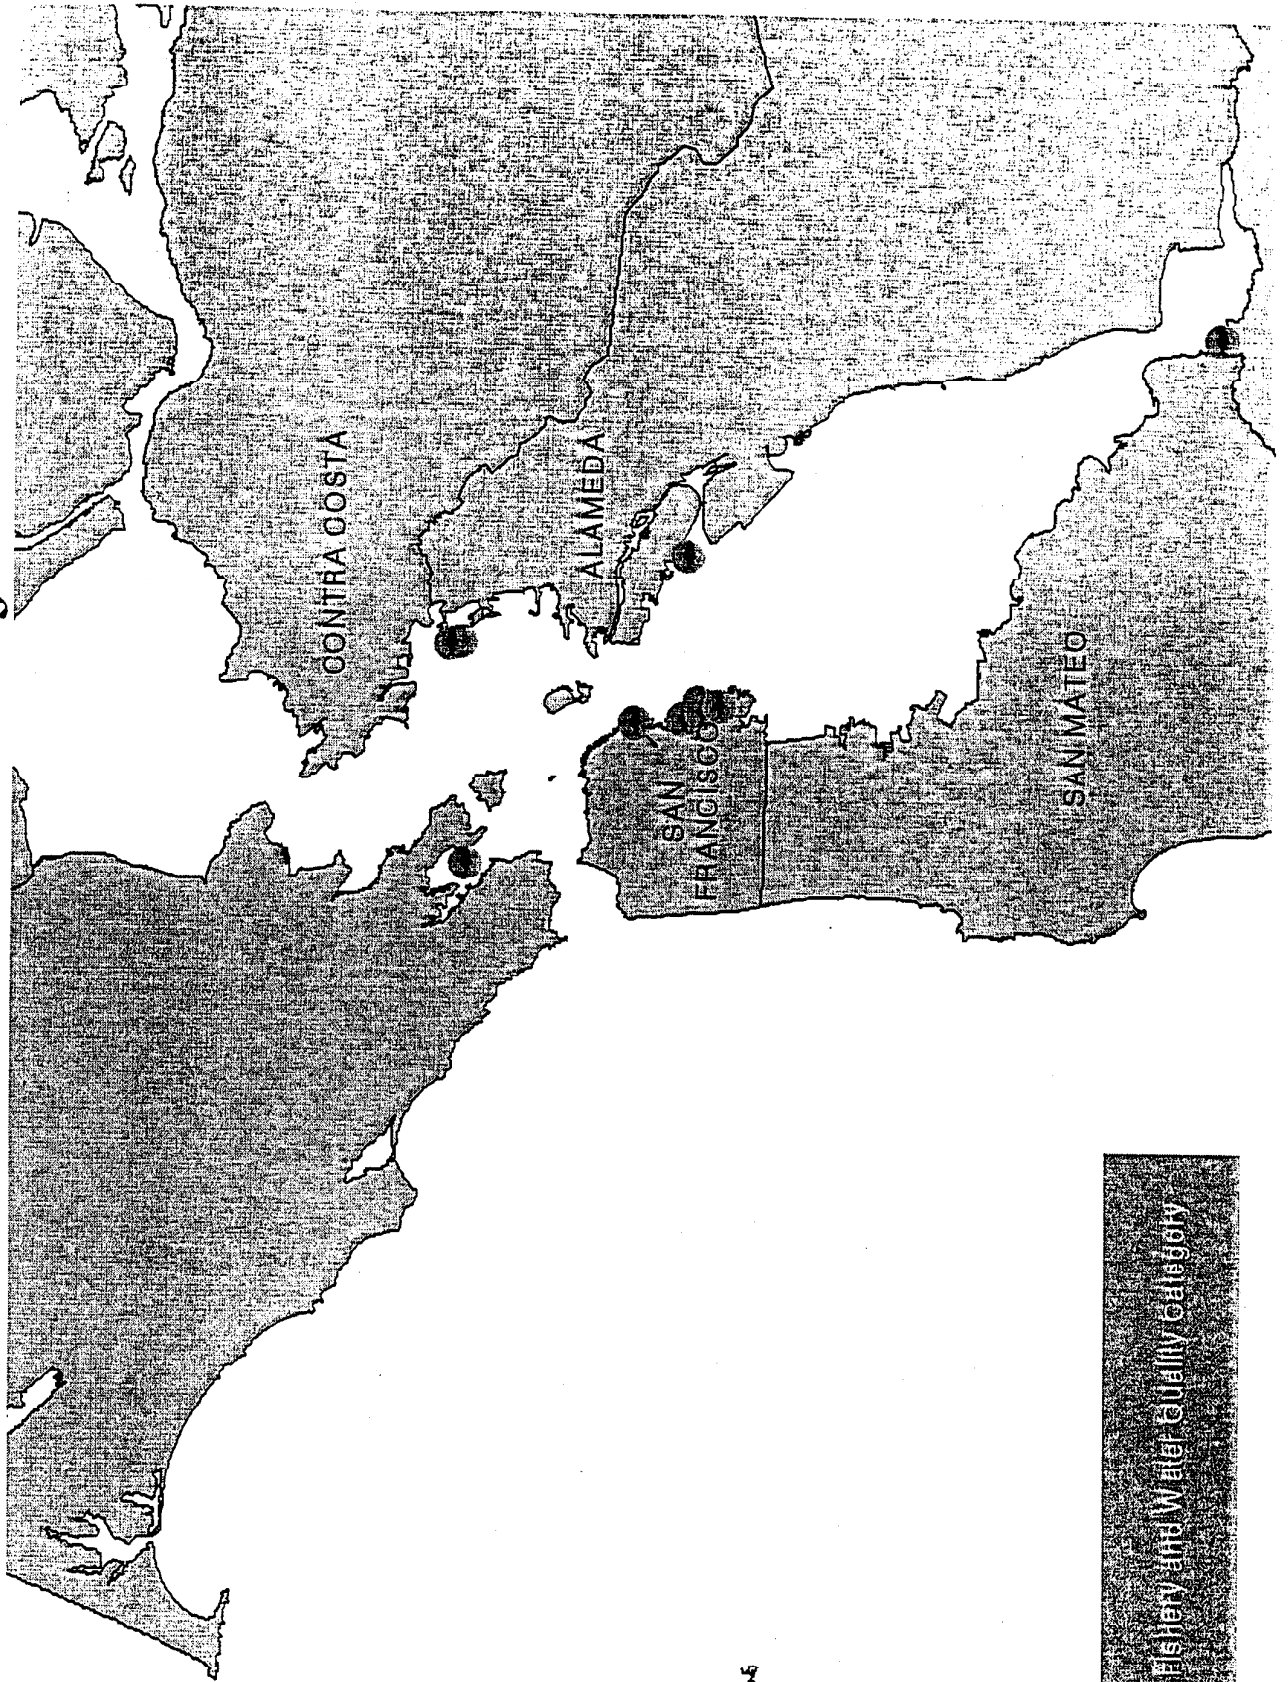 CONTRA COSTA
ALAMEDA
SAN
FRANCISCO
SAN MATEO
Fishery and Water Quality Category